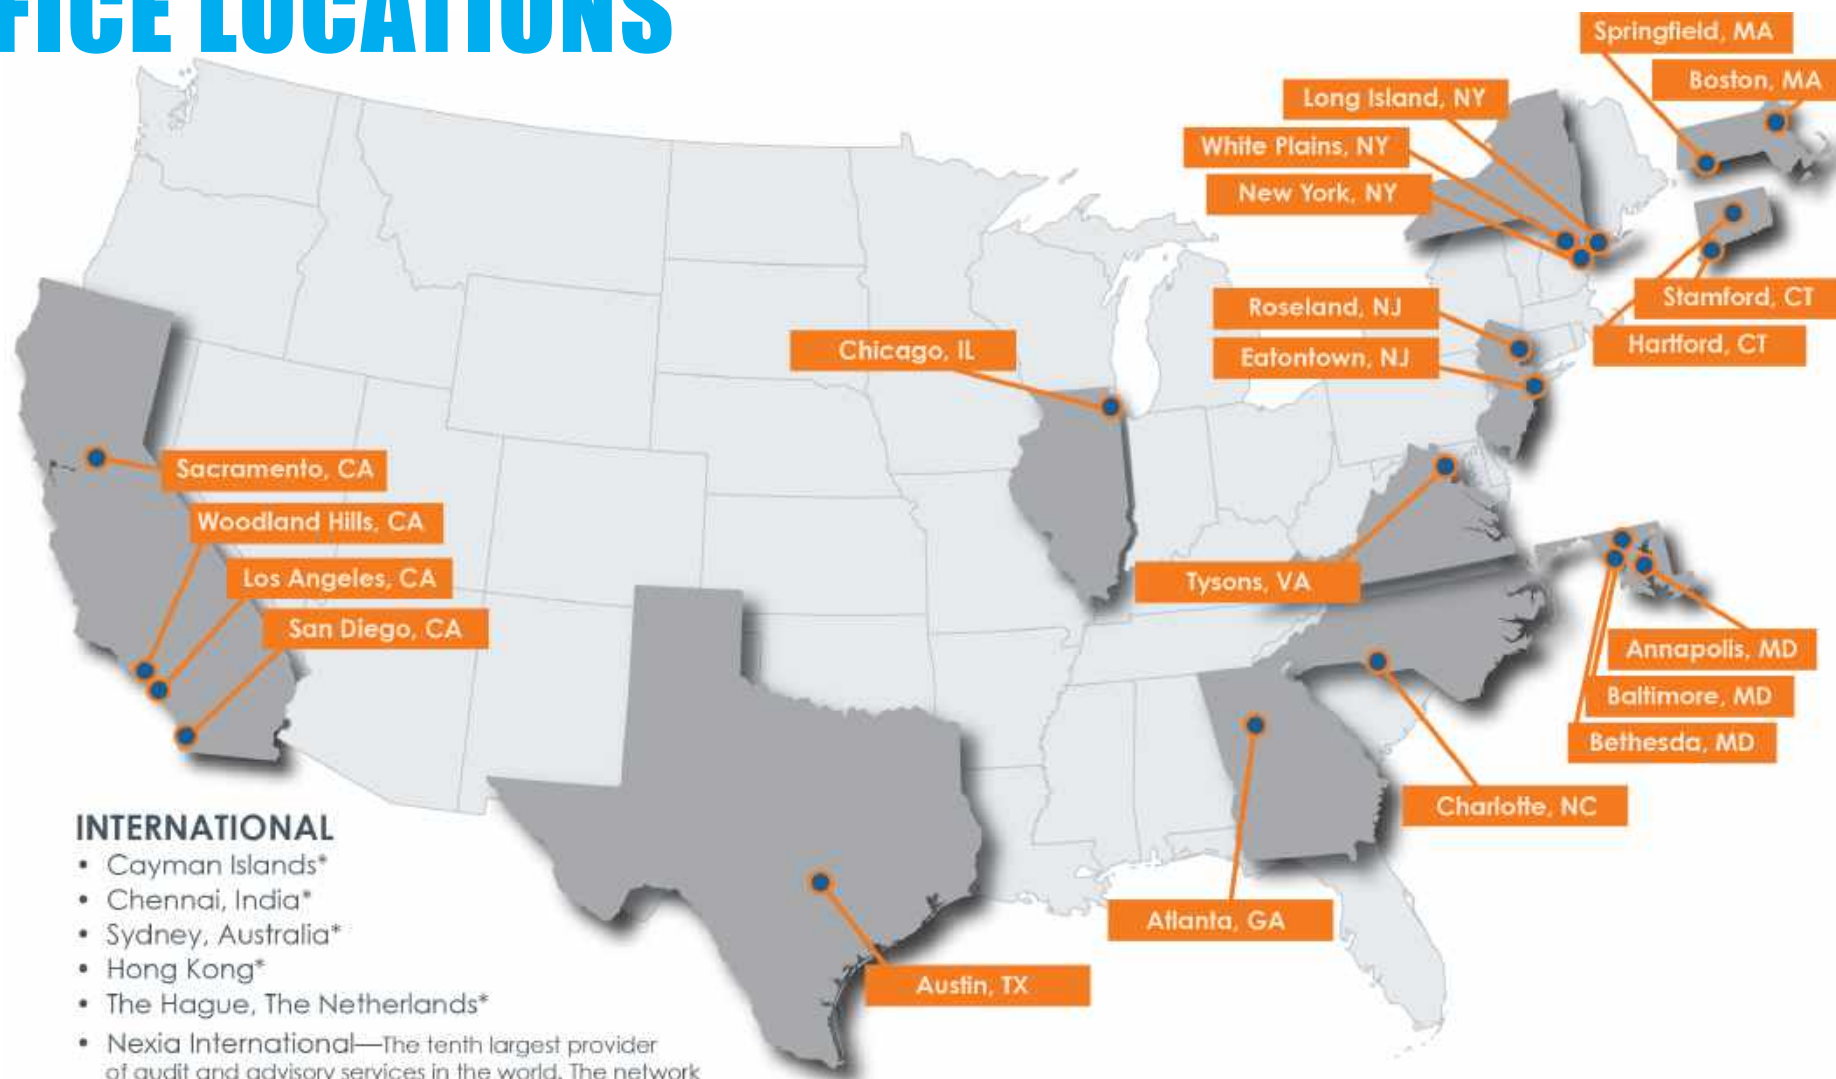 FICE LOCATIONS
Springfield, MA
Boston, MA
Long Island, NY
White Plains, NY
New York, NY
Stamford, CT
Hartford, CT
Roseland, NJ
Eatontown, NJ
Chicago, IL
Sacramento, CA
Woodland Hills, CA
Los Angeles, CA
San Diego, CA
Tysons, VA
Annapolis, MD
Baltimore, MD
Bethesda, MD
Charlotte, NC
Atlanta, GA
Austin, TX
INTERNATIONAL
• Cayman Islands*
• Chennai, India*
• Sydney, Australia*
• Hong Kong*
• The Hague, The Netherlands*
• Nexia International—The tenth largest provider
of audit and advisory services in the world. The network